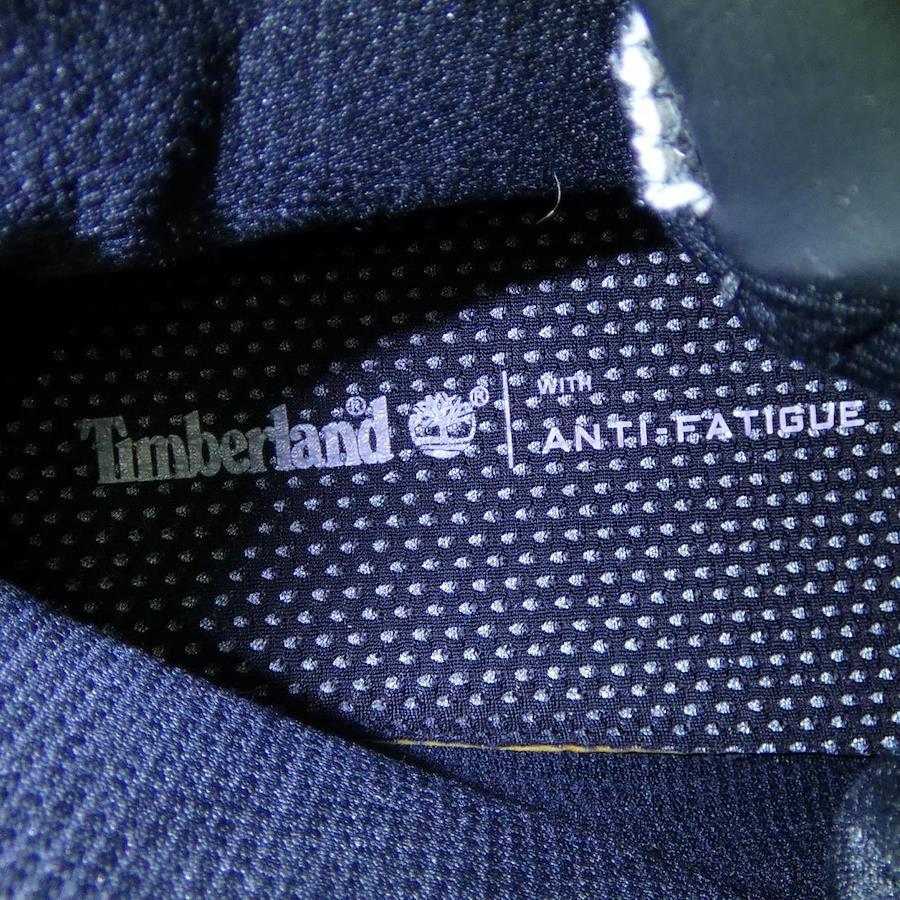 Timberland®
®
WITH
ANTI-FATIGUE